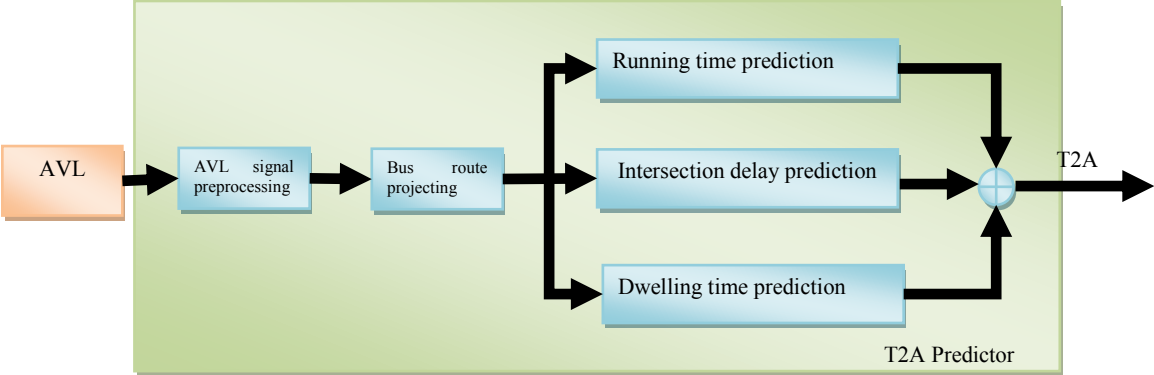 AVL
AVL signal
preprocessing
Bus route
projecting
Running time prediction
Intersection delay prediction
Dwelling time prediction
T2A
T2A Predictor